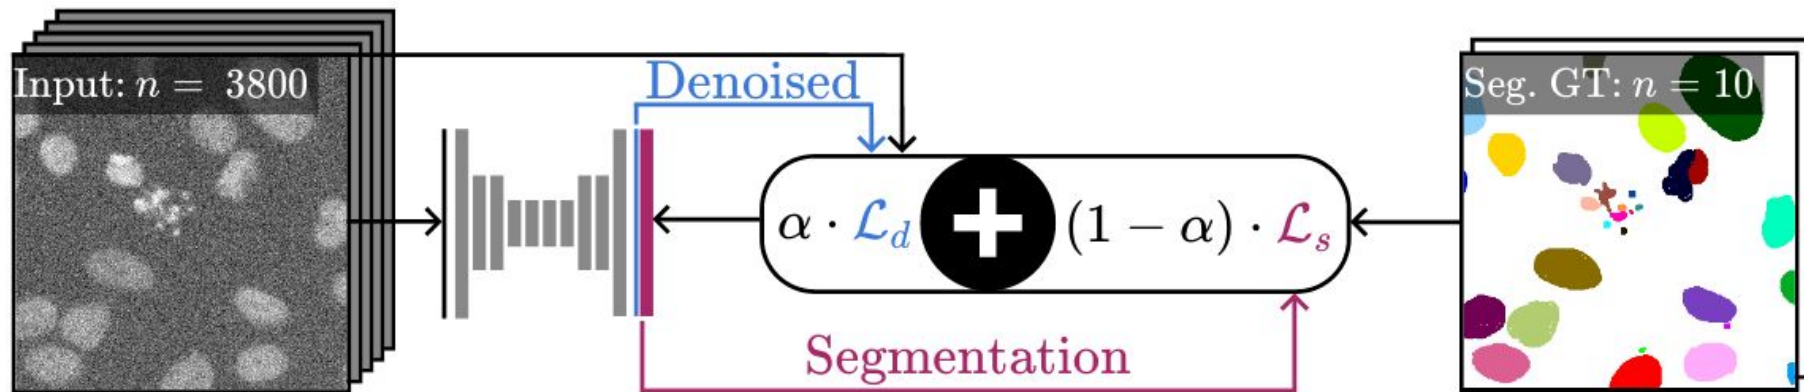 Input: n = 3800
Denoised
Seg. GT: n = 10
α · ℒd + (1 − α) · ℒs
Segmentation